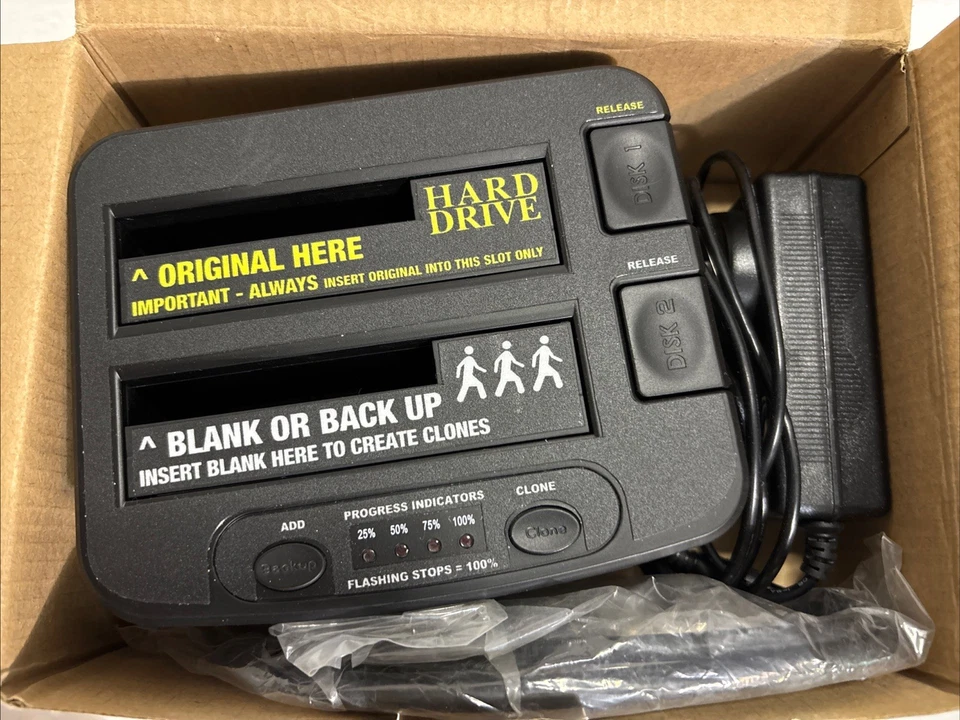 RELEASE
DISK 1
HARD
DRIVE
^ ORIGINAL HERE
IMPORTANT - ALWAYS INSERT ORIGINAL INTO THIS SLOT ONLY
RELEASE
DISK 2
^ BLANK OR BACK UP
INSERT BLANK HERE TO CREATE CLONES
ADD
PROGRESS INDICATORS
CLONE
25% 50% 75% 100%
Backup
Clone
FLASHING STOPS = 100%